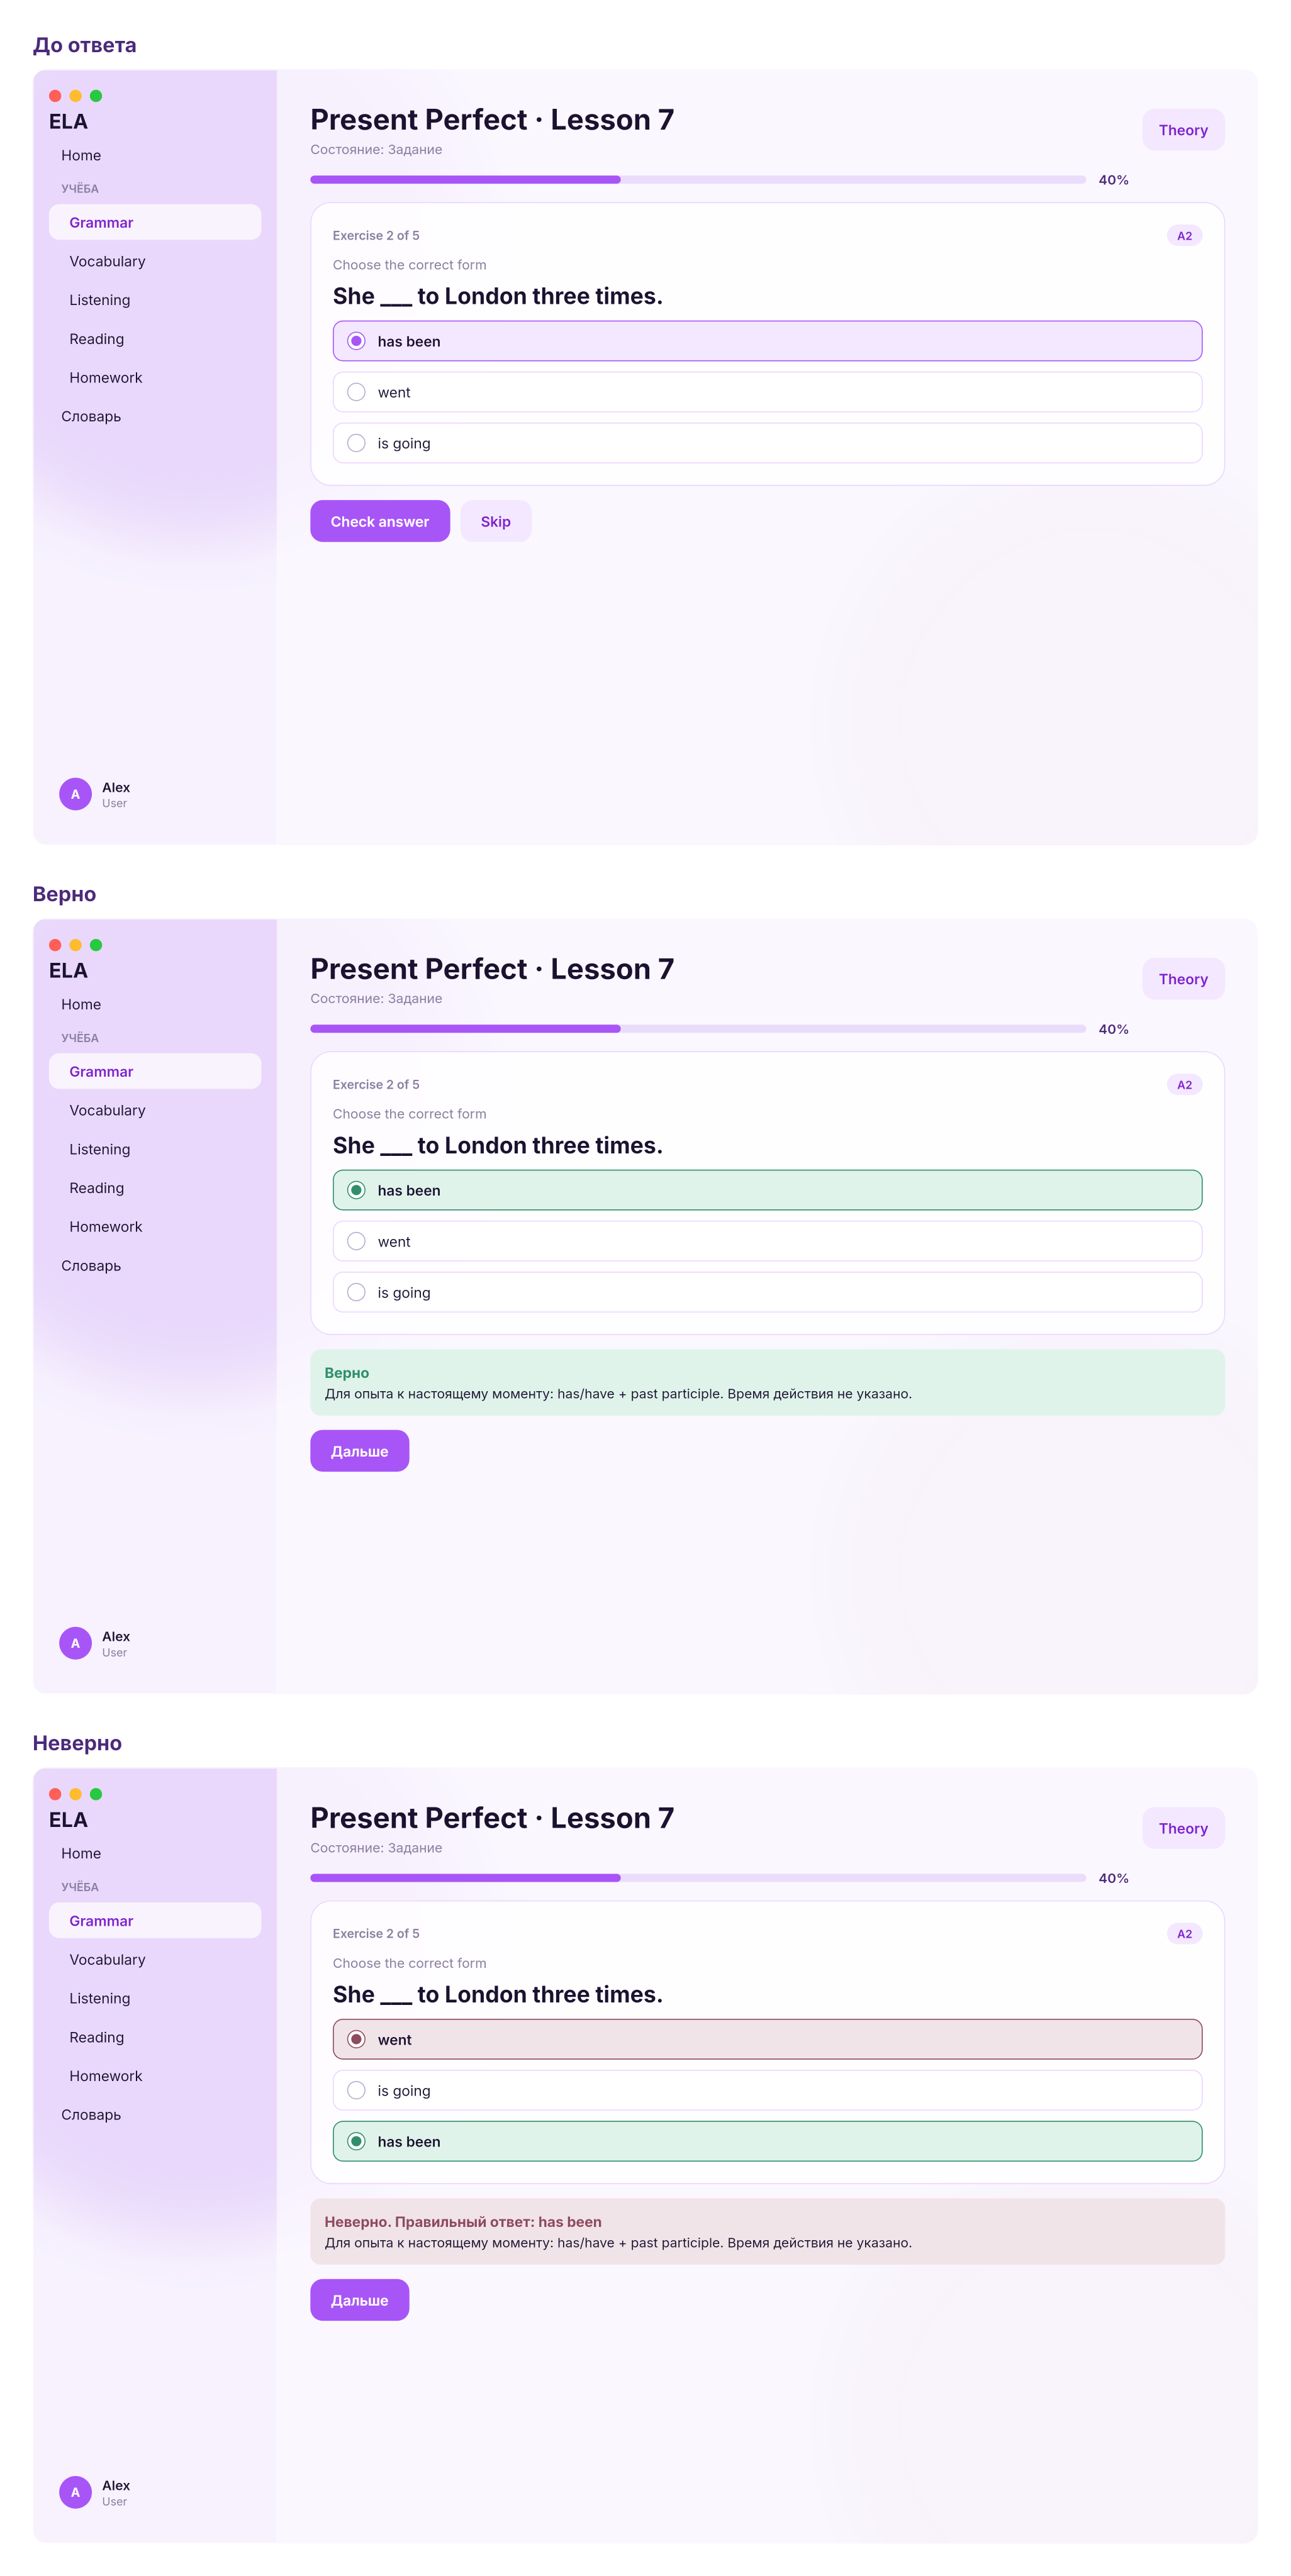 До ответа
ELA
Home
УЧЁБА
Grammar
Vocabulary
Listening
Reading
Homework
Словарь
A
Alex
User
Present Perfect · Lesson 7
Состояние: Задание
Theory
40%
Exercise 2 of 5
A2
Choose the correct form
She ___ to London three times.
has been
went
is going
Check answer
Skip
Верно
ELA
Home
УЧЁБА
Grammar
Vocabulary
Listening
Reading
Homework
Словарь
A
Alex
User
Present Perfect · Lesson 7
Состояние: Задание
Theory
40%
Exercise 2 of 5
A2
Choose the correct form
She ___ to London three times.
has been
went
is going
Верно
Для опыта к настоящему моменту: has/have + past participle. Время действия не указано.
Дальше
Неверно
ELA
Home
УЧЁБА
Grammar
Vocabulary
Listening
Reading
Homework
Словарь
A
Alex
User
Present Perfect · Lesson 7
Состояние: Задание
Theory
40%
Exercise 2 of 5
A2
Choose the correct form
She ___ to London three times.
went
is going
has been
Неверно. Правильный ответ: has been
Для опыта к настоящему моменту: has/have + past participle. Время действия не указано.
Дальше